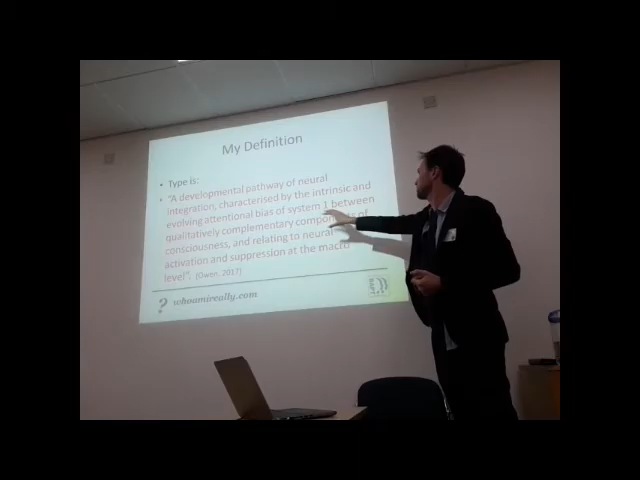 My Definition
• Type is:
• "A developmental pathway of neural
integration, characterised by the intrinsic and
evolving attentional bias of system 1 between
qualitatively complementary of
consciousness, and relating to neural
activation and suppression at the macro
level". (Owen, 2017)
? whoamireally.com